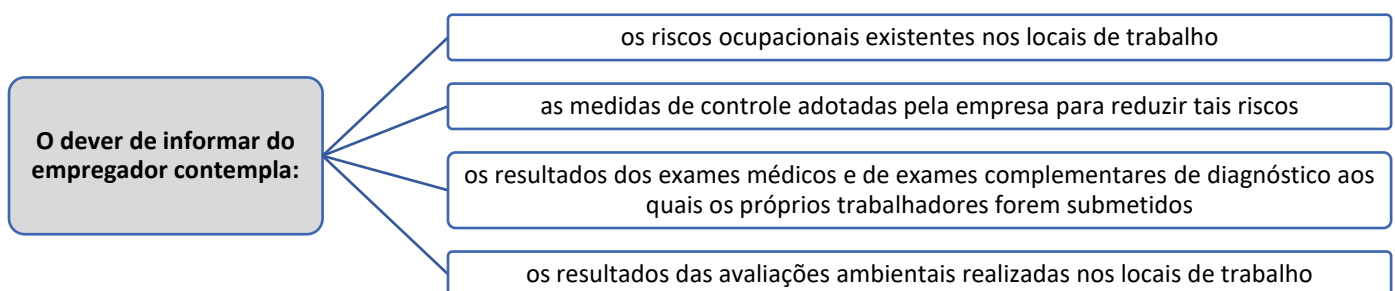 O dever de informar do
empregador contempla:
os riscos ocupacionais existentes nos locais de trabalho
as medidas de controle adotadas pela empresa para reduzir tais riscos
os resultados dos exames médicos e de exames complementares de diagnóstico aos
quais os próprios trabalhadores forem submetidos
os resultados das avaliações ambientais realizadas nos locais de trabalho